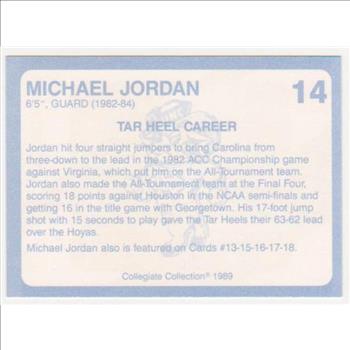 MICHAEL JORDAN 14
6'5", GUARD (1982-84)
TAR HEEL CAREER
Jordan hit four straight jumpers to bring Carolina from
three-down to the lead in the 1982 ACC Championship game
against Virginia, which put him on the All-Tournament team.
Jordan also made the All-Tournament team at the Final Four,
scoring 18 points against Houston in the NCAA semi-finals and
getting 16 in the title game with Georgetown. His 17-foot jump
shot with 15 seconds to play gave the Tar Heels their 63-62 lead
over the Hoyas.
Michael Jordan also is featured on Cards #13-15-16-17-18.
Collegiate Collection® 1989